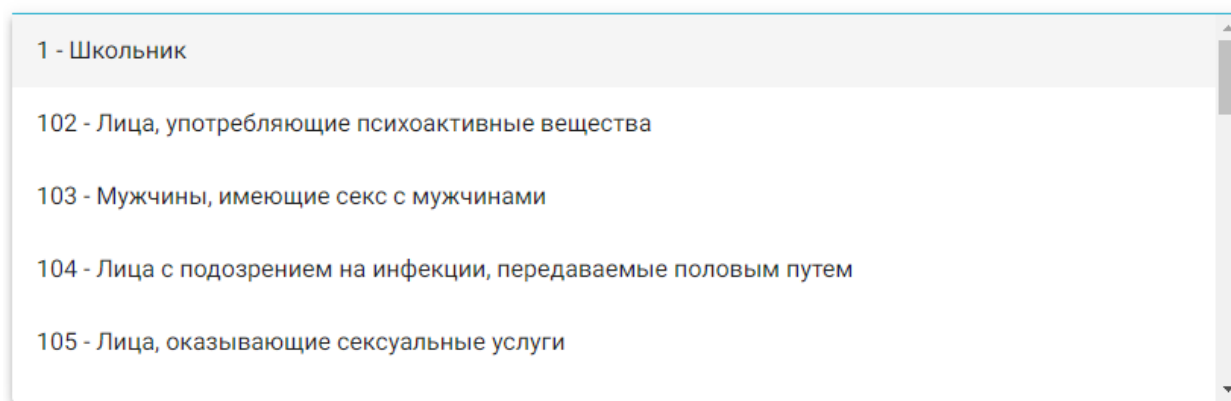 1 - Школьник
102 - Лица, употребляющие психоактивные вещества
103 - Мужчины, имеющие секс с мужчинами
104 - Лица с подозрением на инфекции, передаваемые половым путем
105 - Лица, оказывающие сексуальные услуги